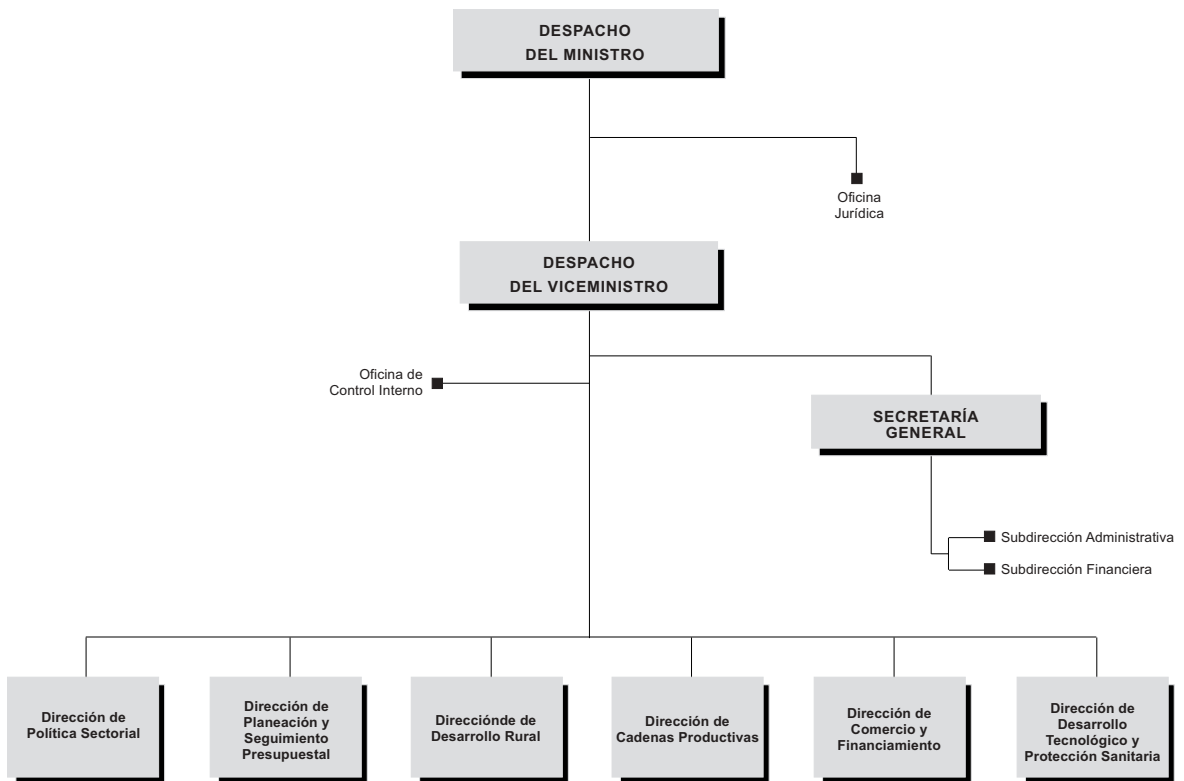 DESPACHO
DEL MINISTRO
Oficina
Jurídica
DESPACHO
DEL VICEMINISTRO
Oficina de
Control Interno
SECRETARÍA
GENERAL
Subdirección Administrativa
Subdirección Financiera
Dirección de
Política Sectorial
Dirección de
Planeación y
Seguimiento
Presupuestal
Direcciónde de
Desarrollo Rural
Dirección de
Cadenas Productivas
Dirección de
Comercio y
Financiamiento
Dirección de
Desarrollo
Tecnológico y
Protección Sanitaria